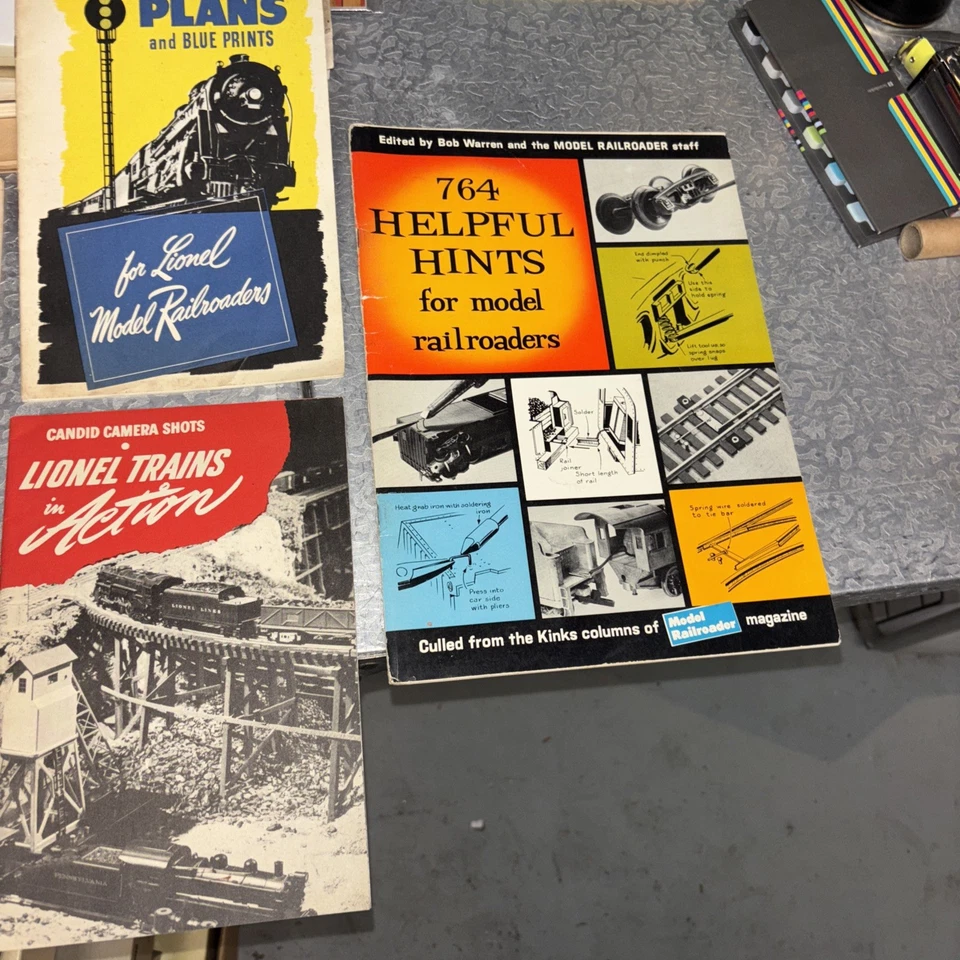 PLANS
and BLUE PRINTS
for Lionel
Model Railroaders
CANDID CAMERA SHOTS
LIONEL TRAINS
in Action
LIONEL LINES
PENNSYLVANIA
Edited by Bob Warren and the MODEL RAILROADER staff
764
HELPFUL
HINTS
for model
railroaders
End dimpled
with punch
Use this
side to
hold spring
Lift tool up so
spring snaps
over lug
Solder
Rail
joiner
Short length
of rail
Heat grab iron with soldering
iron
Press into
car side
with pliers
Spring wire soldered
to tie bar
Culled from the Kinks columns of Model Railroader magazine